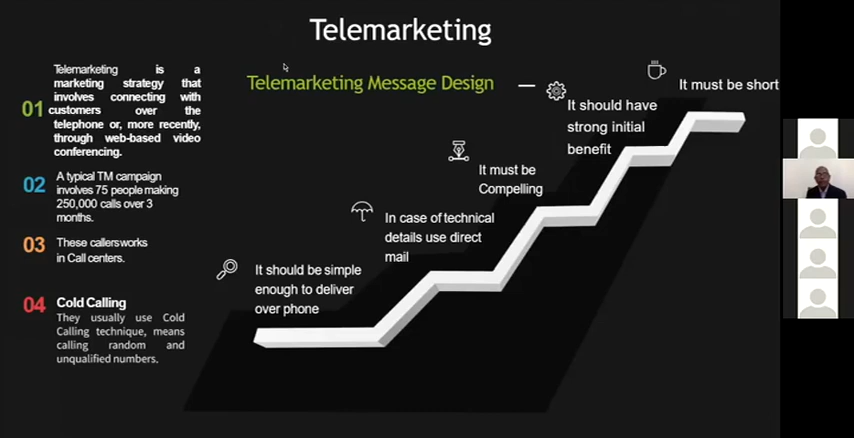 Telemarketing
01
Telemarketing is a
marketing strategy that
involves connecting with
customers over the
telephone or, more recently,
through web-based video
conferencing.
02
A typical TM campaign
involves 75 people making
250,000 calls over 3
months.
03
These callersworks
in Call centers.
04
Cold Calling
They usually use Cold
Calling technique, means
calling random and
unqualified numbers.
Telemarketing Message Design
It should be simple
enough to deliver
over phone
In case of technical
details use direct
mail
It must be
Compelling
It should have
strong initial
benefit
It must be short